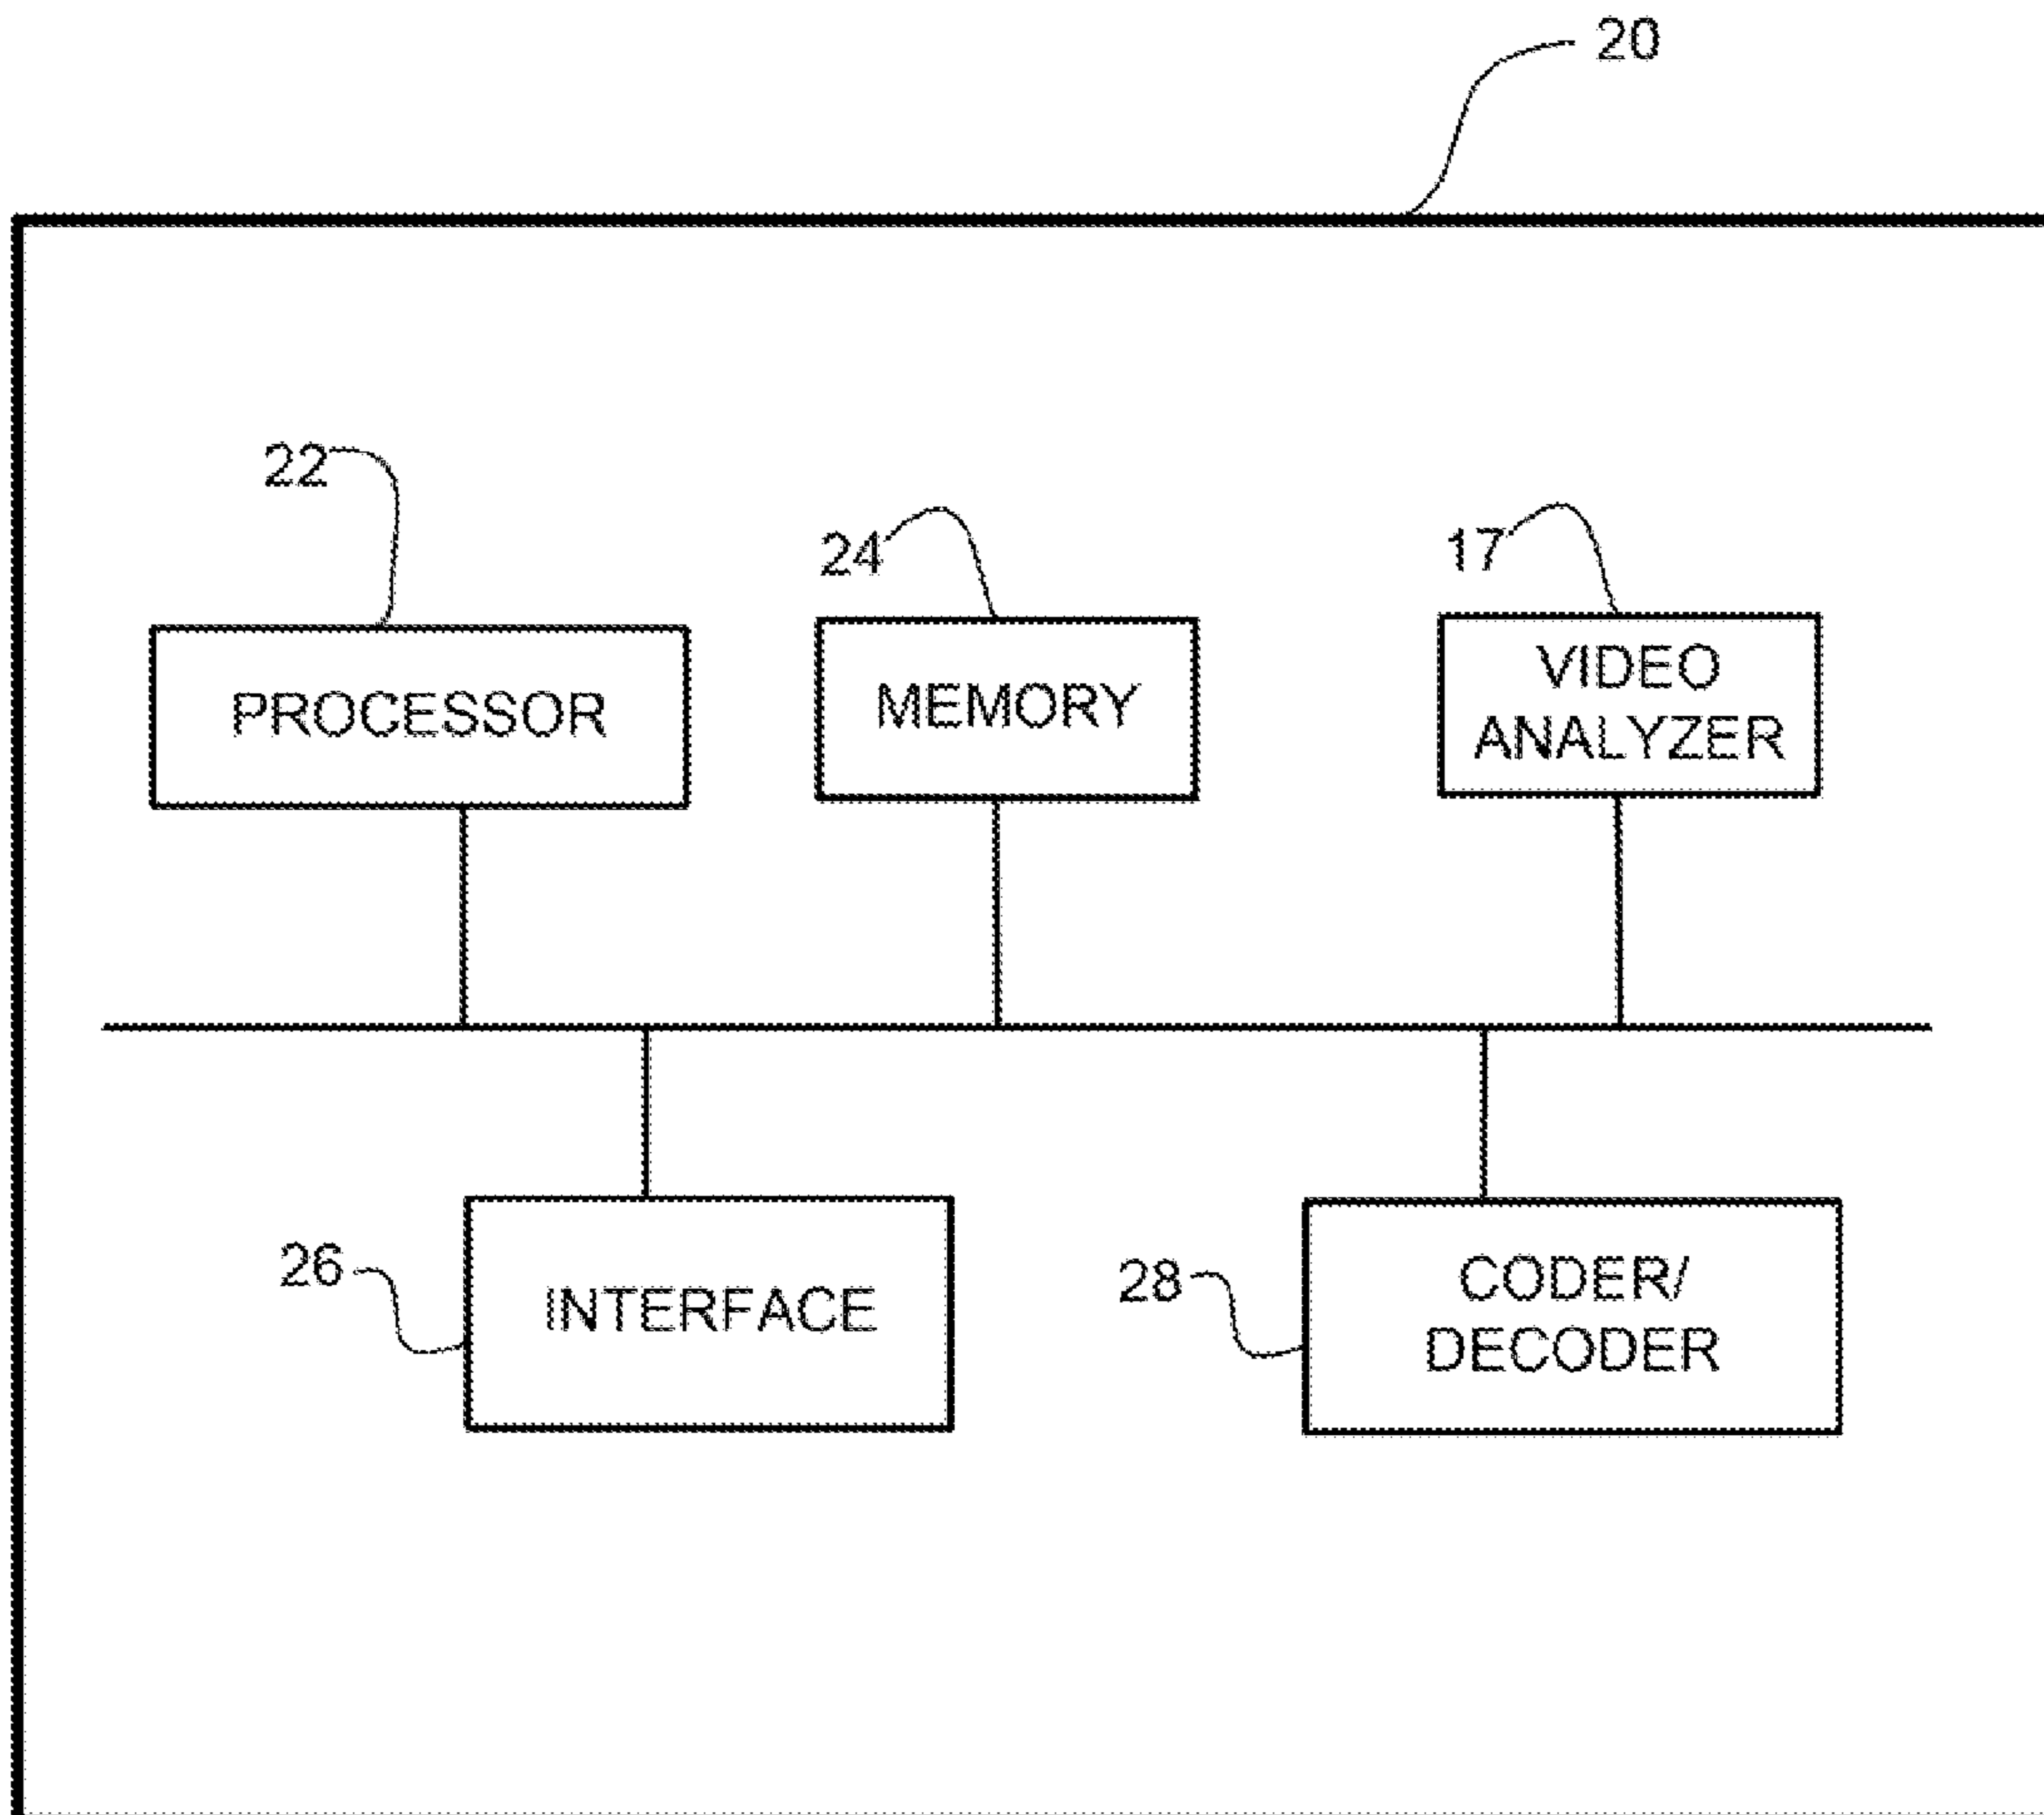 20
22
24
17
PROCESSOR
MEMORY
VIDEO
ANALYZER
26
INTERFACE
28
CODER/
DECODER